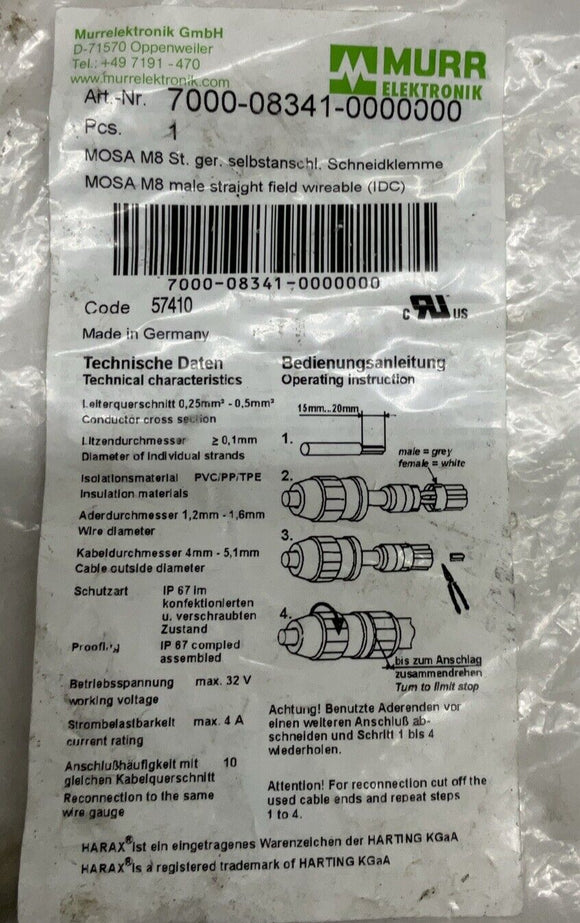 Murrelektronik GmbH
D-71570 Oppenweiler
Tel.: +49 7191 - 470
www.murrelektronik.com
MURR
ELEKTRONIK
Art.-Nr. 7000-08341-0000000
Pcs. 1
MOSA M8 St. ger. selbstanschl. Schneidklemme
MOSA M8 male straight field wireable (IDC)
7000-08341-0000000
Code 57410
c RU US
Made in Germany
Technische Daten
Technical characteristics
Leiterquerschnitt 0,25mm² - 0,5mm²
Conductor cross section
Litzendurchmesser ≥ 0,1mm
Diameter of individual strands
Isolationsmaterial PVC/PP/TPE
Insulation materials
Aderdurchmesser 1,2mm - 1,6mm
Wire diameter
Kabeldurchmesser 4mm - 5,1mm
Cable outside diameter
Schutzart IP 67 im
konfektionierten
u. verschraubten
Zustand
IP 67 compled
assembled
Betriebsspannung max. 32 V
working voltage
Strombelastbarkeit max. 4 A
current rating
Anschlußhäufigkeit mit 10
gleichen Kabelquerschnitt
Reconnection to the same
wire gauge
Bedienungsanleitung
Operating instruction
15mm...20mm
1.
male = grey
female = white
2.
3.
4.
bis zum Anschlag
zusammendrehen
Turn to limit stop
Achtung! Benutzte Aderenden vor
einen weiteren Anschluß ab-
schneiden und Schritt 1 bis 4
wiederholen.
Attention! For reconnection cut off the
used cable ends and repeat steps
1 to 4.
HARAX® ist ein eingetragenes Warenzeichen der HARTING KGaA
HARAX® is a registered trademark of HARTING KGaA